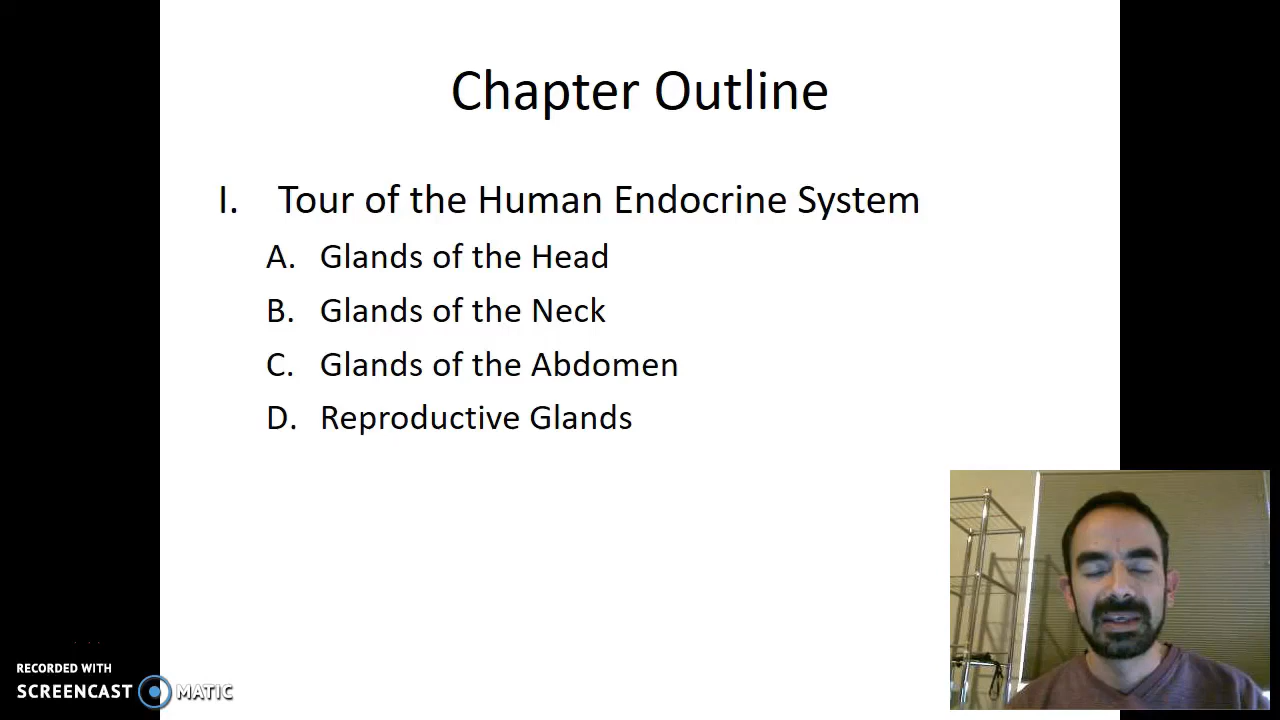 Chapter Outline
I. Tour of the Human Endocrine System
A. Glands of the Head
B. Glands of the Neck
C. Glands of the Abdomen
D. Reproductive Glands
RECORDED WITH
SCREENCAST MATIC